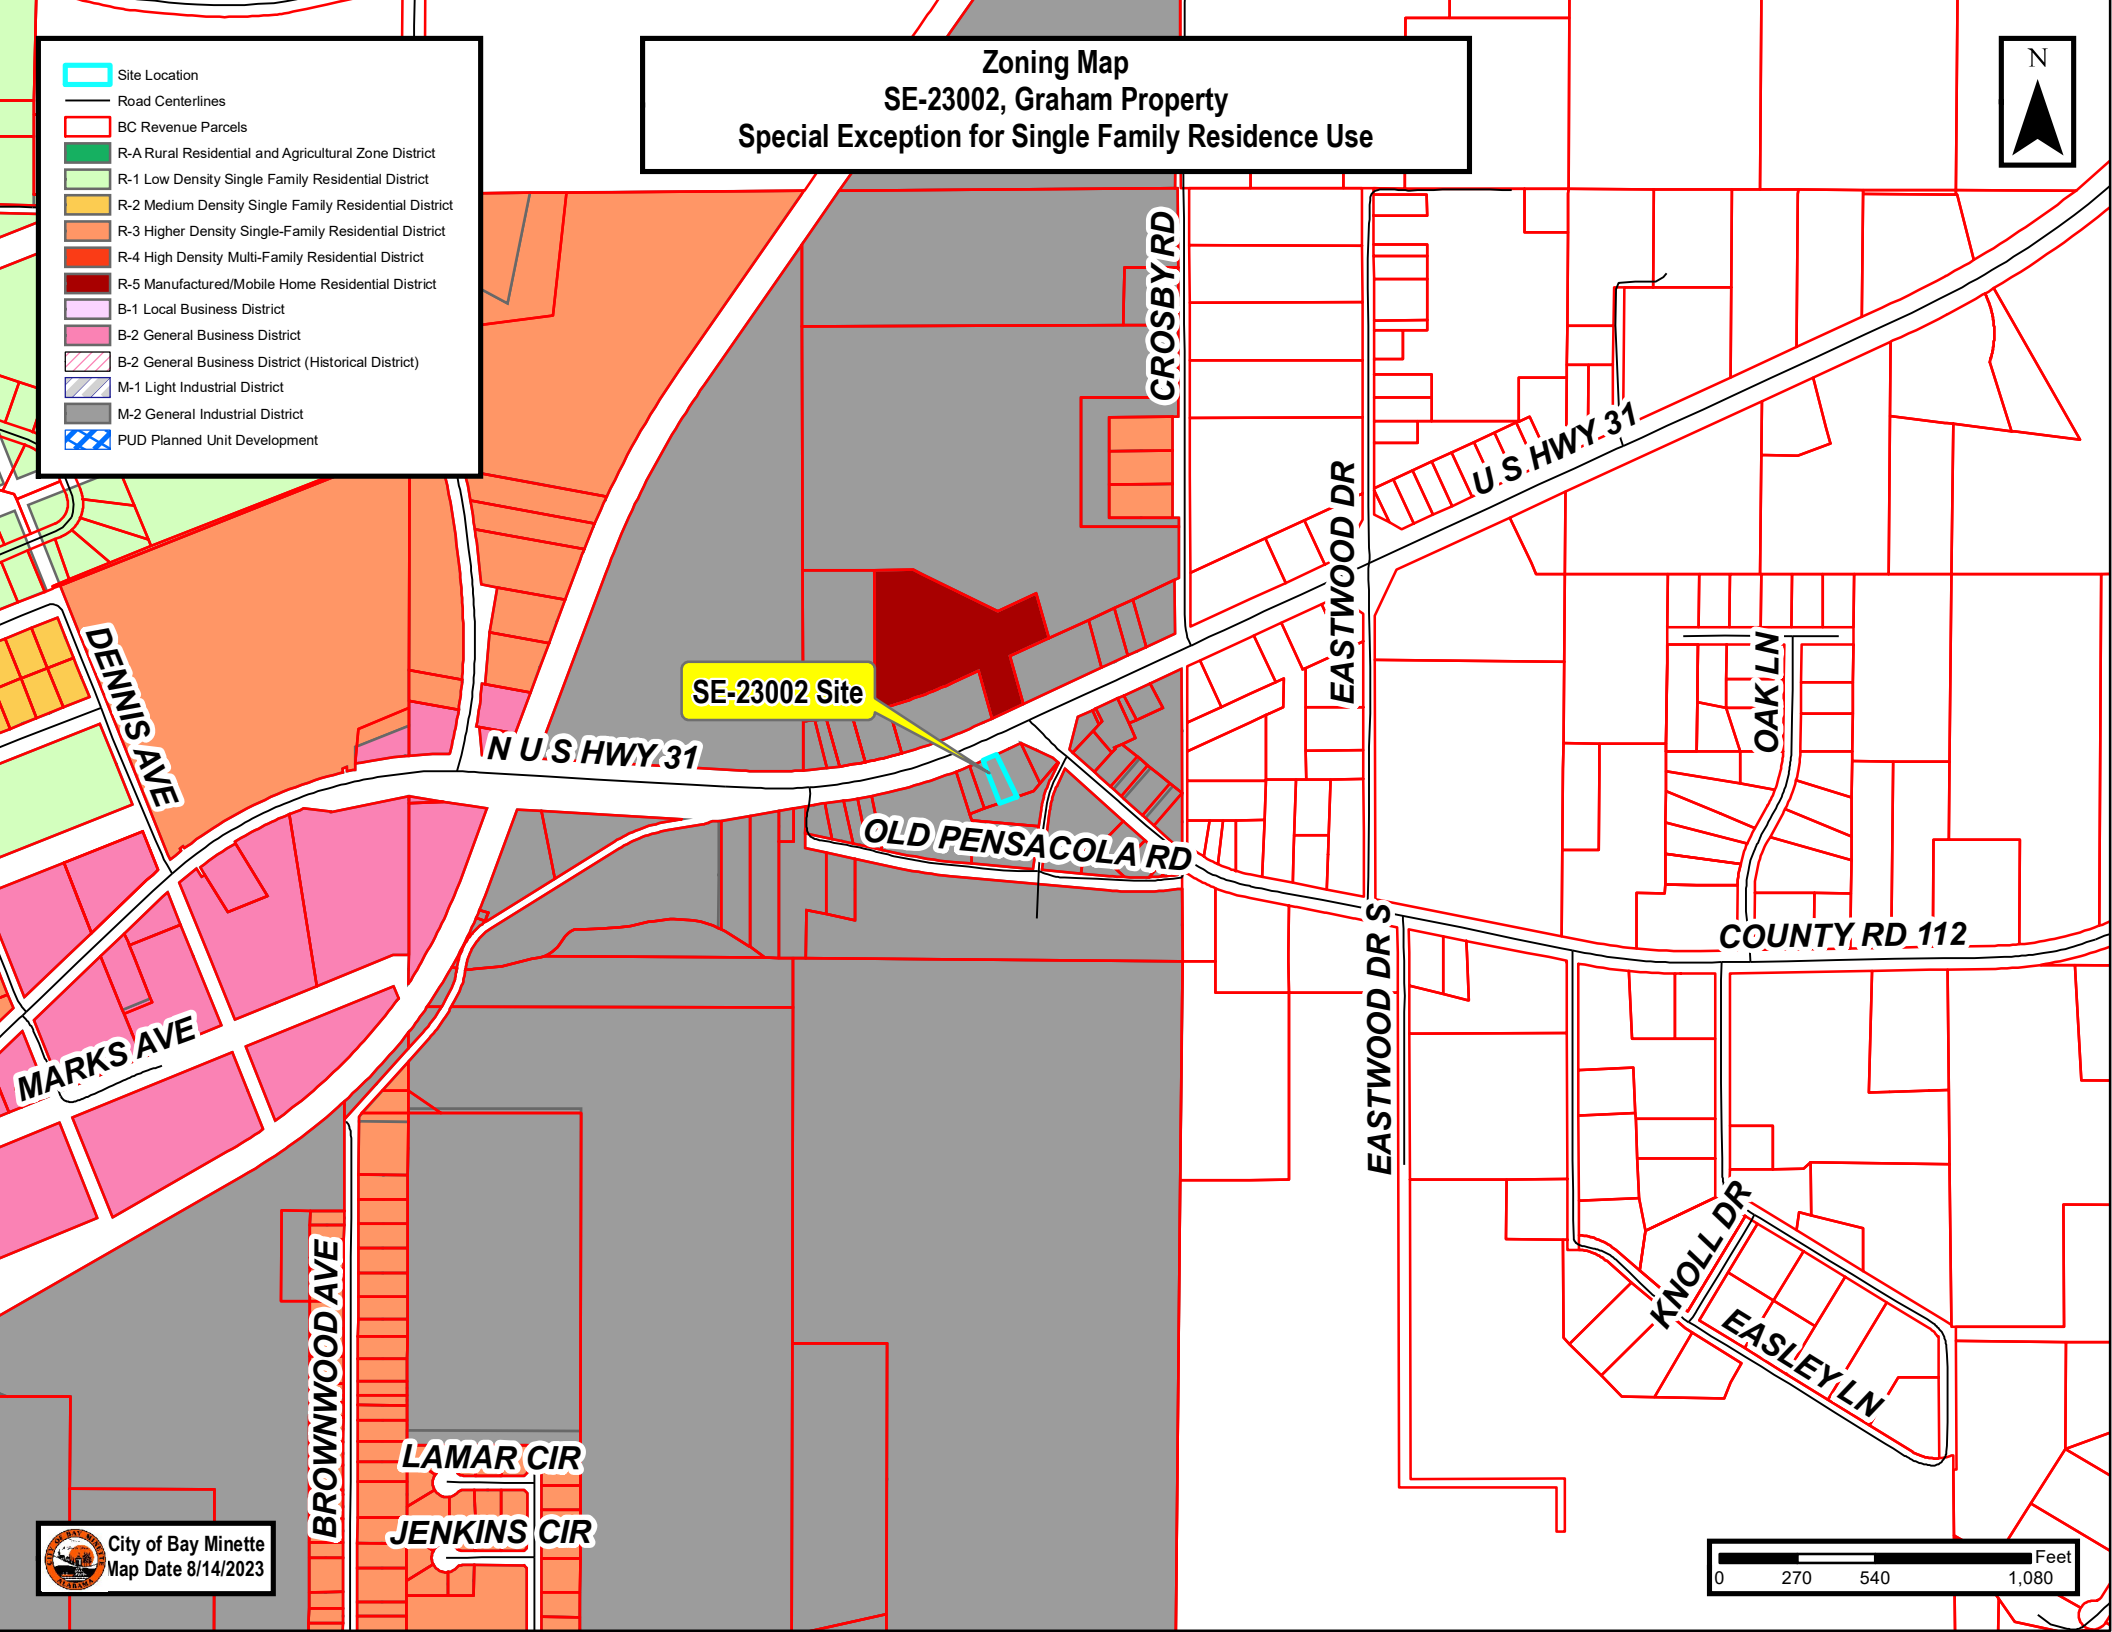 Zoning Map
SE-23002, Graham Property
Special Exception for Single Family Residence Use
N
Site Location
Road Centerlines
BC Revenue Parcels
R-A Rural Residential and Agricultural Zone District
R-1 Low Density Single Family Residential District
R-2 Medium Density Single Family Residential District
R-3 Higher Density Single-Family Residential District
R-4 High Density Multi-Family Residential District
R-5 Manufactured/Mobile Home Residential District
B-1 Local Business District
B-2 General Business District
B-2 General Business District (Historical District)
M-1 Light Industrial District
M-2 General Industrial District
PUD Planned Unit Development
CROSBY RD
U S HWY 31
EASTWOOD DR
DENNIS AVE
SE-23002 Site
N U S HWY 31
OAK LN
OLD PENSACOLA RD
COUNTY RD 112
EASTWOOD DR S
MARKS AVE
KNOLL DR
EASLEY LN
BROWNWOOD AVE
LAMAR CIR
JENKINS CIR
CITY OF BAY MINETTE
ALABAMA
City of Bay Minette
Map Date 8/14/2023
Feet
0 270 540 1,080